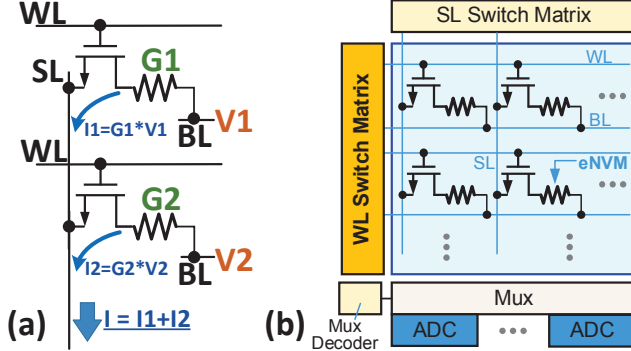 WL
SL
G1
I1=G1*V1
BL
V1
WL
G2
I2=G2*V2
BL
V2
(a)
I = I1+I2
SL Switch Matrix
WL Switch Matrix
WL
BL
SL
eNVM
Mux
Decoder
Mux
ADC
ADC
(b)